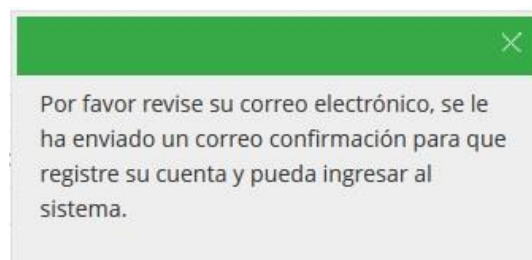 Por favor revise su correo electrónico, se le
ha enviado un correo confirmación para que
registre su cuenta y pueda ingresar al
sistema.